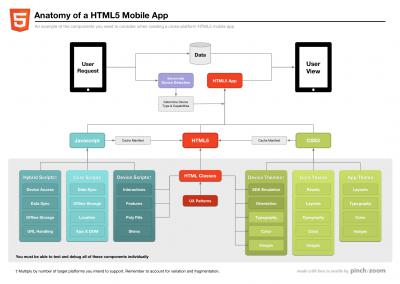 Anatomy of a HTML5 Mobile App
An example of the components you need to consider when creating a cross-platform HTML5 mobile app
5
User
Request
Data
User
View
Device Detection
HTML5 App
Determine Device
Type & Capabilities
Javascript
Cache Manifest
HTML5
Cache Manifest
CSS3
Hybrid Scripts†
Device Access
Data Sync
Offline Storage
URL Handling
Core Scripts
Data Sync
Offline Storage
Location
Ajax & DOM
Device Scripts†
Interactions
Features
Poly Fills
Shims
HTML Classes
UX Patterns
Device Themes†
SDK Emulation
Orientation
Typography
Color
Images
Core Theme
Resets
Layouts
Typography
Color
Images
App Theme
Layouts
Typography
Color
Images
You must be able to test and debug all of these components individually
† Multiply by number of target platforms you intend to support. Remember to account for variation and fragmentation.
made with love in seattle by pinch/zoom